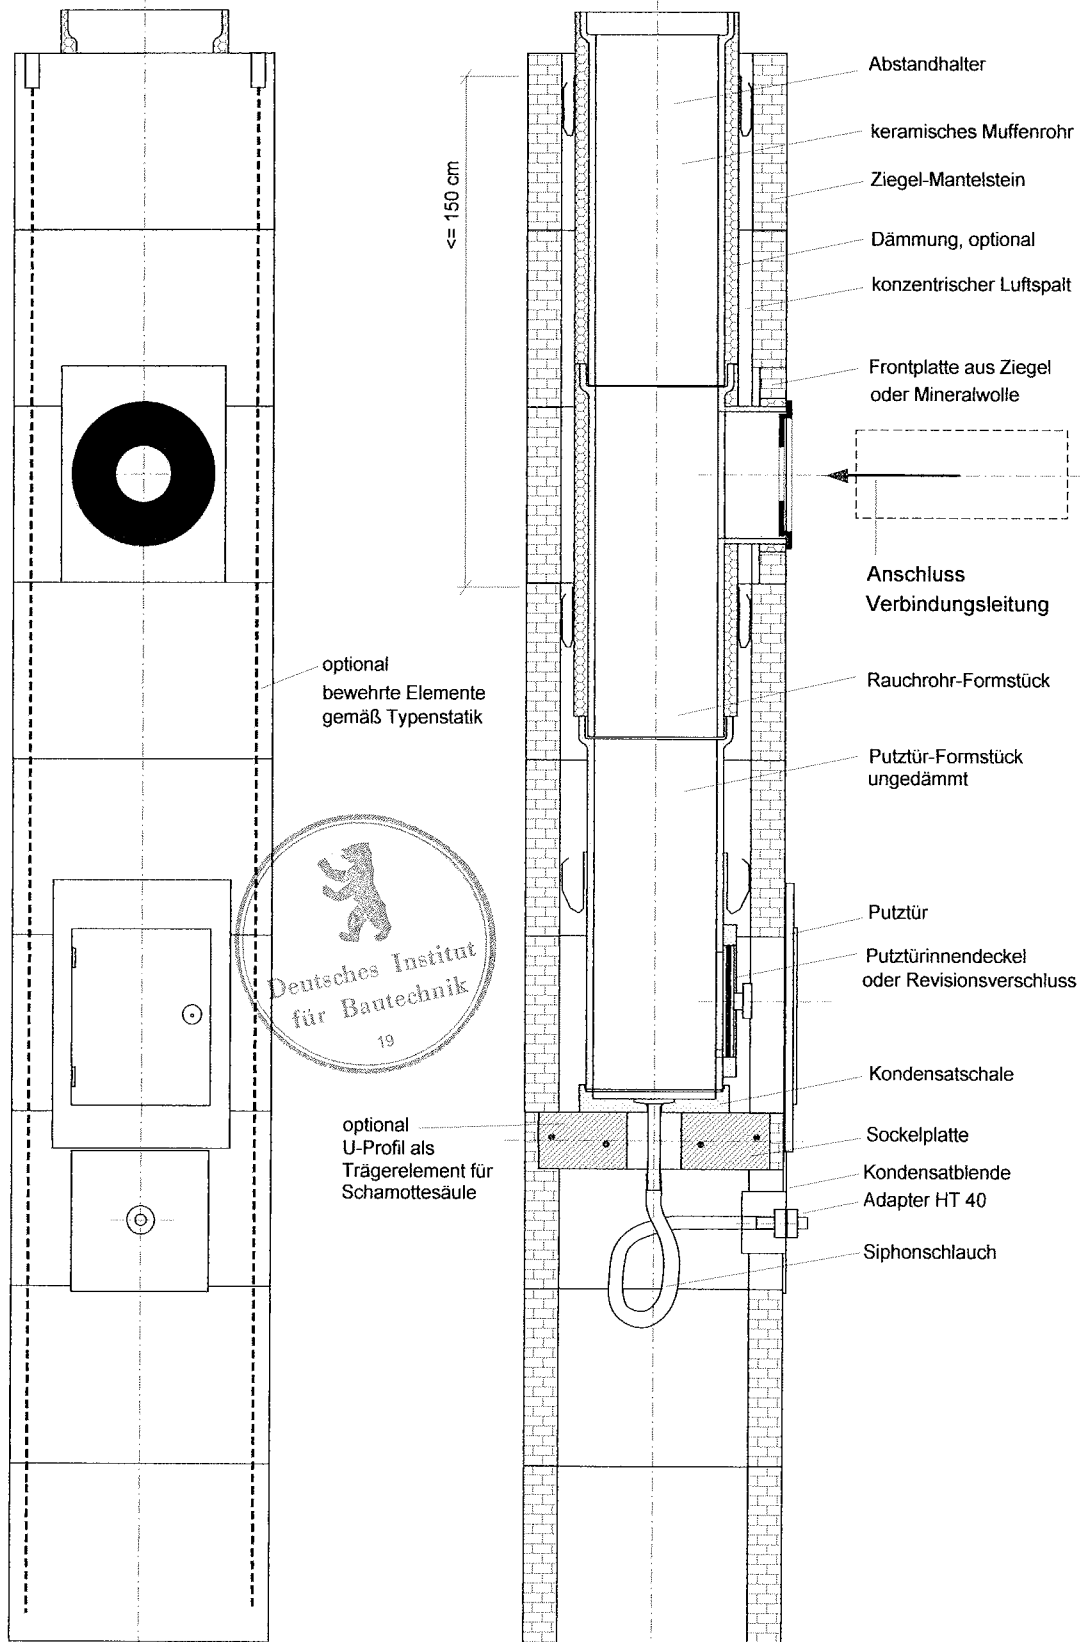 Abstandhalter
keramisches Muffenrohr
Ziegel-Mantelstein
<= 150 cm
Dämmung, optional
konzentrischer Luftspalt
Frontplatte aus Ziegel
oder Mineralwolle
Anschluss
Verbindungsleitung
optional
bewehrte Elemente
gemäß Typenstatik
Rauchrohr-Formstück
Putztür-Formstück
ungedämmt
Deutsches Institut
für Bautechnik
19
Putztür
Putztürinnendeckel
oder Revisionsverschluss
Kondensatschale
optional
U-Profil als
Trägerelement für
Schamottesäule
Sockelplatte
Kondensatblende
Adapter HT 40
Siphonschlauch